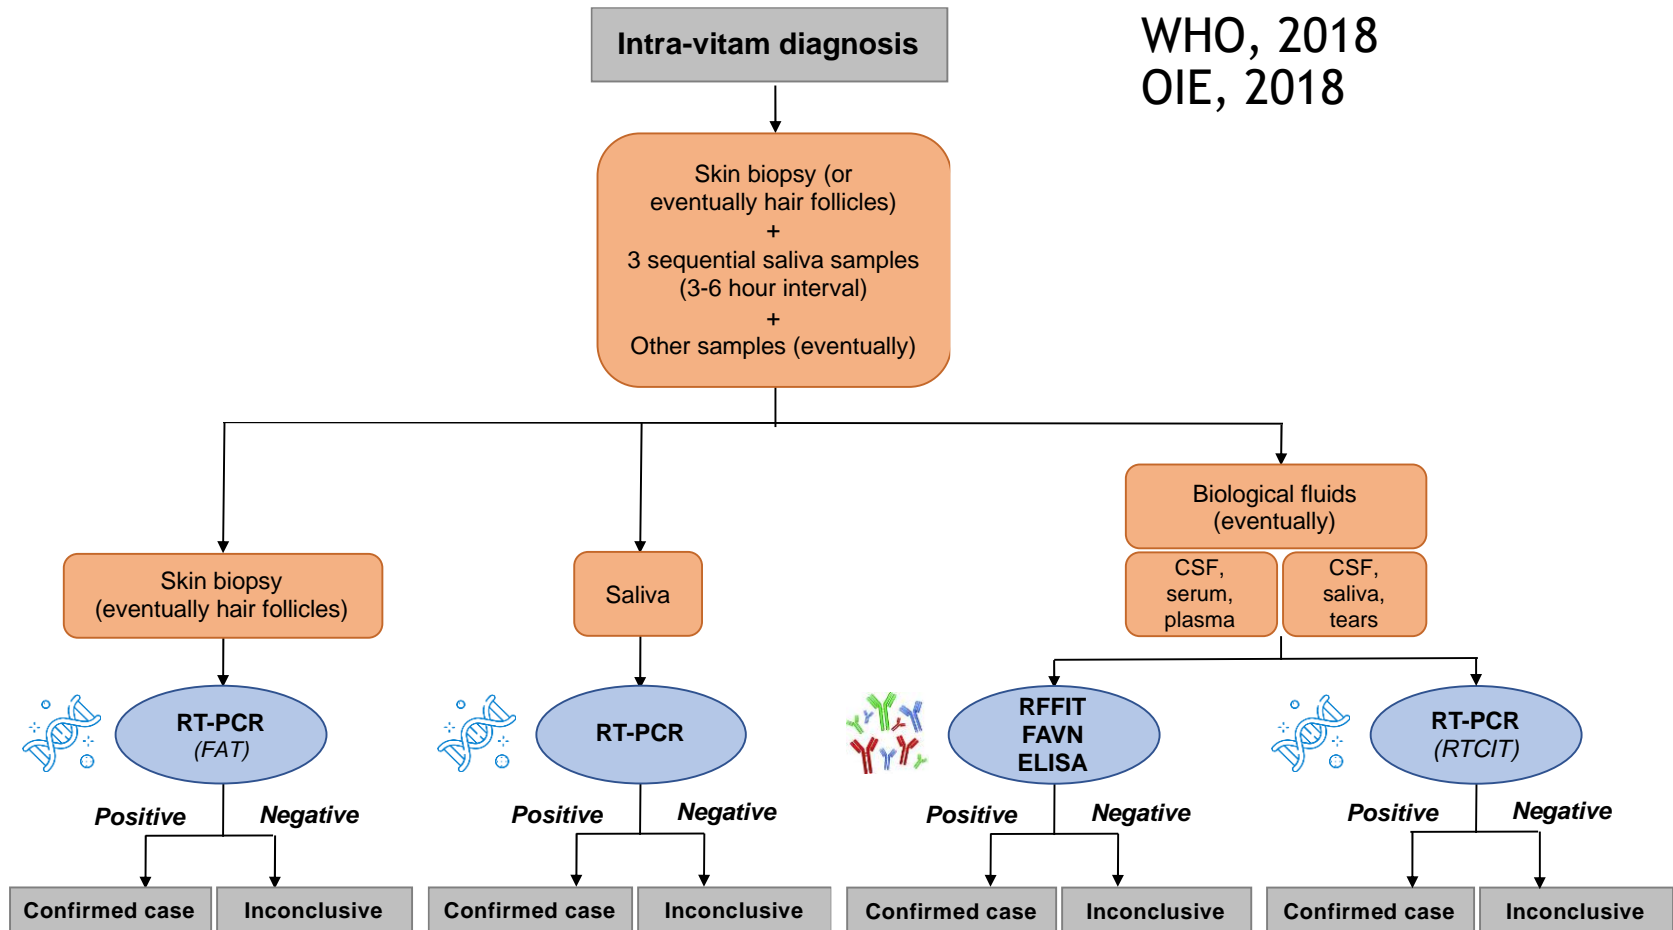 Intra-vitam diagnosis
WHO, 2018
OIE, 2018
Skin biopsy (or
eventually hair follicles)
+
3 sequential saliva samples
(3-6 hour interval)
+
Other samples (eventually)
Biological fluids
(eventually)
Skin biopsy
(eventually hair follicles)
Saliva
CSF,
serum,
plasma
CSF,
saliva,
tears
RT-PCR
(FAT)
RT-PCR
RFFIT
FAVN
ELISA
RT-PCR
(RTCIT)
Positive
Negative
Positive
Negative
Positive
Negative
Positive
Negative
Confirmed case
Inconclusive
Confirmed case
Inconclusive
Confirmed case
Inconclusive
Confirmed case
Inconclusive